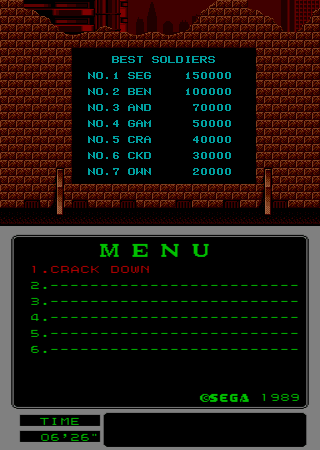 BEST SOLDIERS
NO.1 SEG 150000
NO.2 BEN 100000
NO.3 AND 70000
NO.4 GAM 50000
NO.5 CRA 40000
NO.6 CKD 30000
NO.7 OWN 20000
MENU
1.CRACK DOWN
2.--------------------
3.--------------------
4.--------------------
5.--------------------
6.--------------------
©SEGA 1989
TIME
06'26"